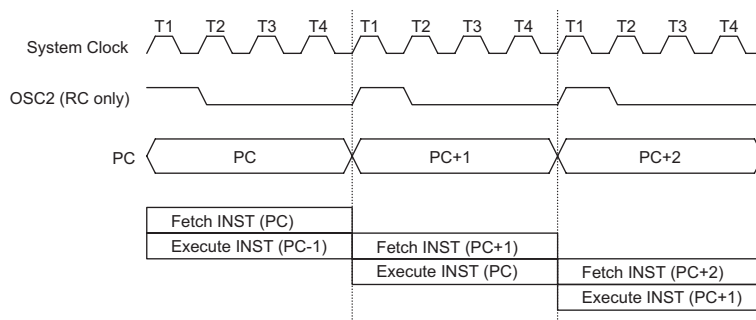 T1 T2 T3 T4 T1 T2 T3 T4 T1 T2 T3 T4
System Clock
OSC2 (RC only)
PC PC PC+1 PC+2
Fetch INST (PC)
Execute INST (PC-1) Fetch INST (PC+1)
Execute INST (PC) Fetch INST (PC+2)
Execute INST (PC+1)